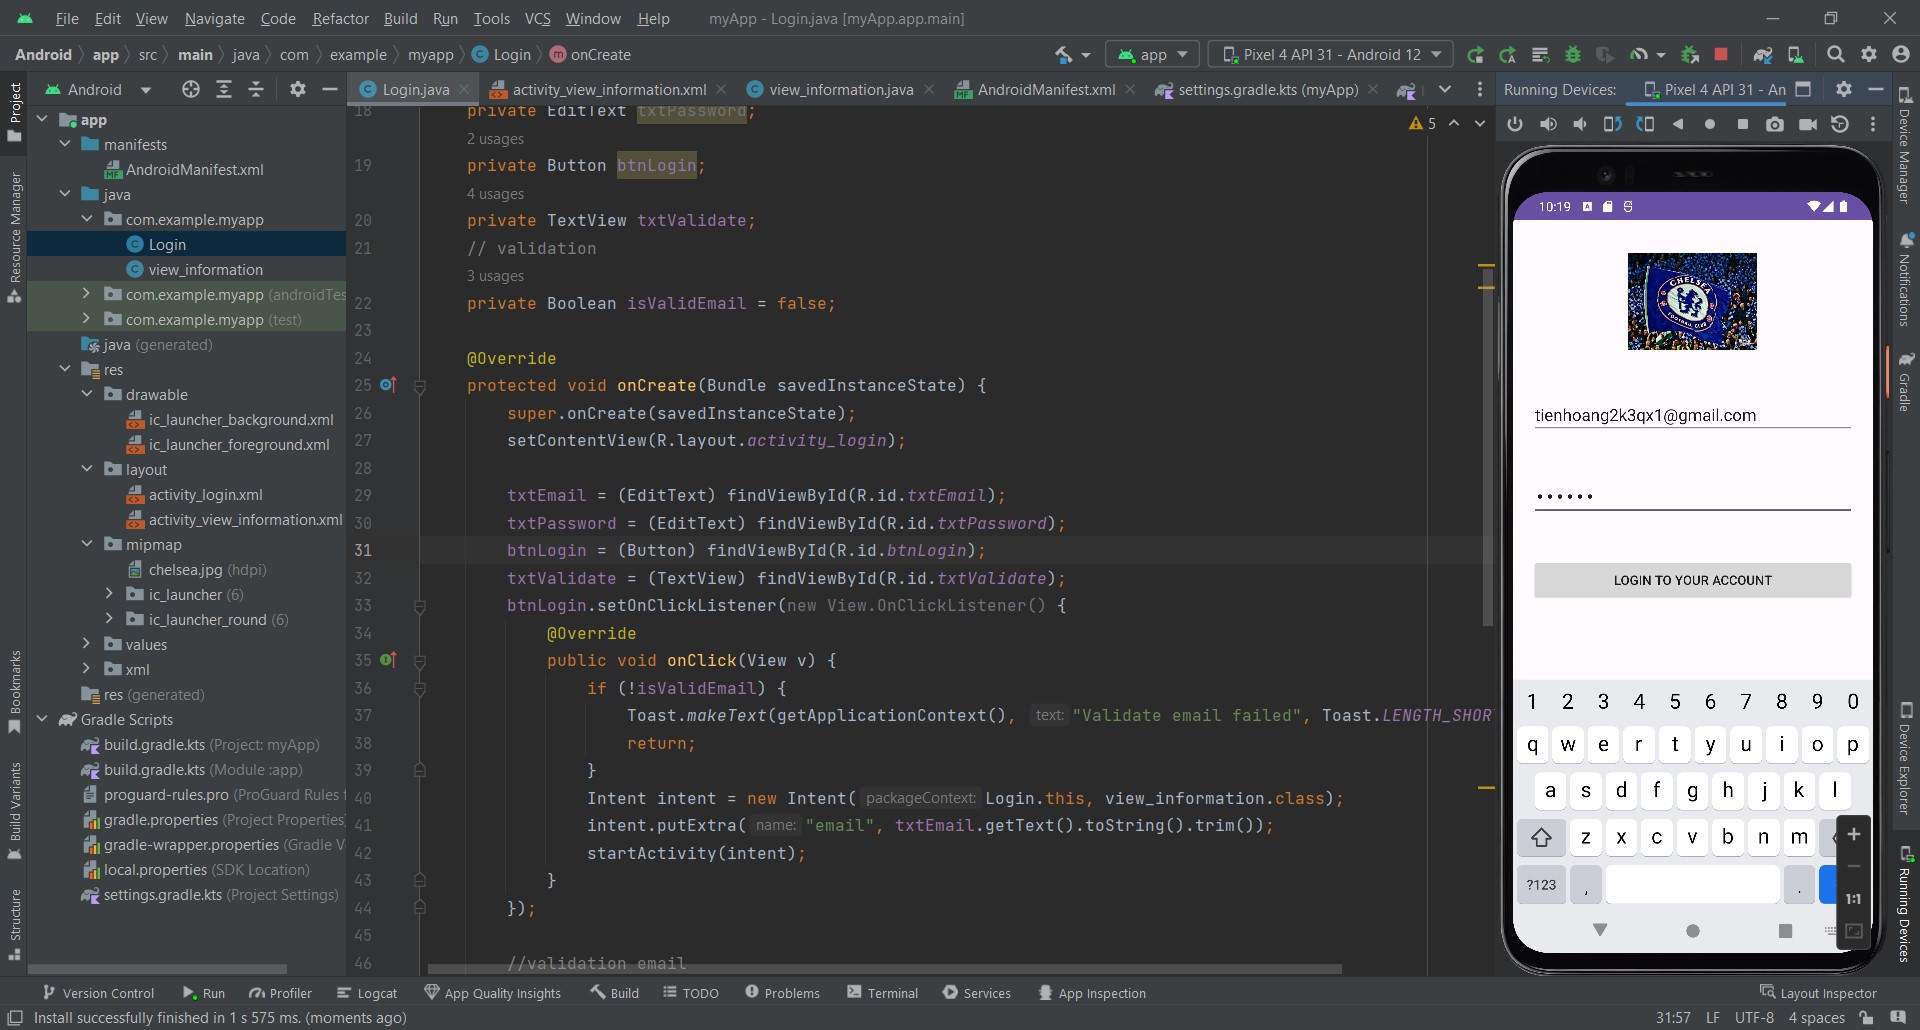 File Edit View Navigate Code Refactor Build Run Tools VCS Window Help myApp - Login.java [myApp.app.main]
Android app src main java com example myapp Login onCreate app Pixel 4 API 31 - Android 12
Android
Login.java activity_view_information.xml view_information.java AndroidManifest.xml settings.gradle.kts (myApp)
Running Devices: Pixel 4 API 31 - An
Project
Resource Manager
Bookmarks
Build Variants
Structure
app
manifests
AndroidManifest.xml
java
com.example.myapp
Login
view_information
com.example.myapp (androidTes
com.example.myapp (test)
java (generated)
res
drawable
ic_launcher_background.xml
ic_launcher_foreground.xml
layout
activity_login.xml
activity_view_information.xml
mipmap
chelsea.jpg (hdpi)
ic_launcher (6)
ic_launcher_round (6)
values
xml
res (generated)
Gradle Scripts
build.gradle.kts (Project: myApp)
build.gradle.kts (Module :app)
proguard-rules.pro (ProGuard Rules f
gradle.properties (Project Properties)
gradle-wrapper.properties (Gradle V
local.properties (SDK Location)
settings.gradle.kts (Project Settings)
5
18 private EditText txtPassword;
2 usages
19 private Button btnLogin;
4 usages
20 private TextView txtValidate;
21 // validation
3 usages
22 private Boolean isValidEmail = false;
23
24 @Override
25 protected void onCreate(Bundle savedInstanceState) {
26 super.onCreate(savedInstanceState);
27 setContentView(R.layout.activity_login);
28
29 txtEmail = (EditText) findViewById(R.id.txtEmail);
30 txtPassword = (EditText) findViewById(R.id.txtPassword);
31 btnLogin = (Button) findViewById(R.id.btnLogin);
32 txtValidate = (TextView) findViewById(R.id.txtValidate);
33 btnLogin.setOnClickListener(new View.OnClickListener() {
34 @Override
35 public void onClick(View v) {
36 if (!isValidEmail) {
37 Toast.makeText(getApplicationContext(), text: "Validate email failed", Toast.LENGTH_SHOR
38 return;
39 }
40 Intent intent = new Intent( packageContext: Login.this, view_information.class);
41 intent.putExtra( name: "email", txtEmail.getText().toString().trim());
42 startActivity(intent);
43 }
44 });
45
46 //validation email
10:19
CHELSEA
FOOTBALL CLUB
tienhoang2k3qx1@gmail.com
••••••
LOGIN TO YOUR ACCOUNT
1 2 3 4 5 6 7 8 9 0
q w e r t y u i o p
a s d f g h j k l
z x c v b n m
?123 , .
1:1
Device Manager
Notifications
Gradle
Device Explorer
Running Devices
Version Control Run Profiler Logcat App Quality Insights Build TODO Problems Terminal Services App Inspection Layout Inspector
Install successfully finished in 1 s 575 ms. (moments ago) 31:57 LF UTF-8 4 spaces